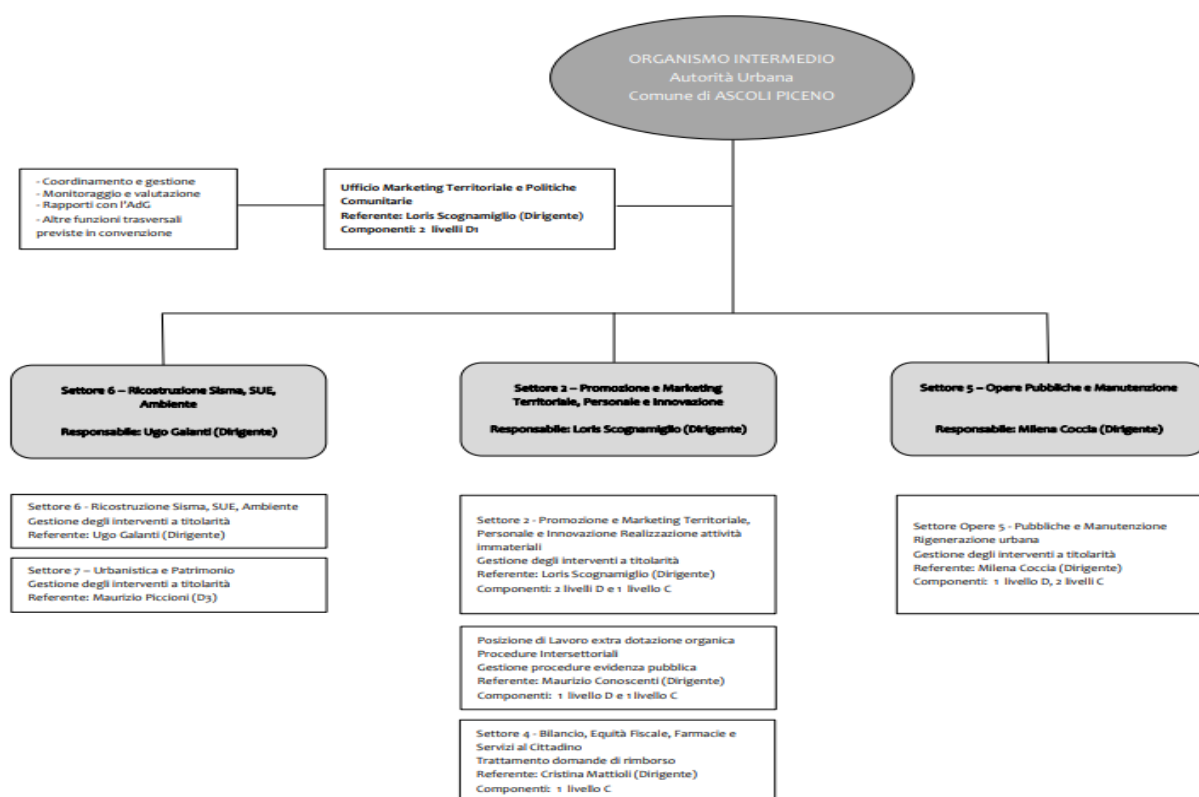 ORGANISMO INTERMEDIO
Autorità Urbana
Comune di ASCOLI PICENO
- Coordinamento e gestione
- Monitoraggio e valutazione
- Rapporti con l'AdG
- Altre funzioni trasversali
previste in convenzione
Ufficio Marketing Territoriale e Politiche
Comunitarie
Referente: Loris Scognamiglio (Dirigente)
Componenti: 2 livelli D1
Settore 6 – Ricostruzione Sisma, SUE,
Ambiente
Responsabile: Ugo Galanti (Dirigente)
Settore 2 – Promozione e Marketing
Territoriale, Personale e Innovazione
Responsabile: Loris Scognamiglio (Dirigente)
Settore 5 – Opere Pubbliche e Manutenzione
Responsabile: Milena Coccia (Dirigente)
Settore 6 - Ricostruzione Sisma, SUE, Ambiente
Gestione degli interventi a titolarità
Referente: Ugo Galanti (Dirigente)
Settore 7 – Urbanistica e Patrimonio
Gestione degli interventi a titolarità
Referente: Maurizio Piccioni (D3)
Settore 2 - Promozione e Marketing Territoriale,
Personale e Innovazione Realizzazione attività
immateriali
Gestione degli interventi a titolarità
Referente: Loris Scognamiglio (Dirigente)
Componenti: 2 livelli D e 1 livello C
Posizione di Lavoro extra dotazione organica
Procedure Intersettoriali
Gestione procedure evidenza pubblica
Referente: Maurizio Conoscenti (Dirigente)
Componenti: 1 livello D e 1 livello C
Settore 4 - Bilancio, Equità Fiscale, Farmacie e
Servizi al Cittadino
Trattamento domande di rimborso
Referente: Cristina Mattioli (Dirigente)
Componenti: 1 livello C
Settore Opere 5 - Pubbliche e Manutenzione
Rigenerazione urbana
Gestione degli interventi a titolarità
Referente: Milena Coccia (Dirigente)
Componenti: 1 livello D, 2 livelli C